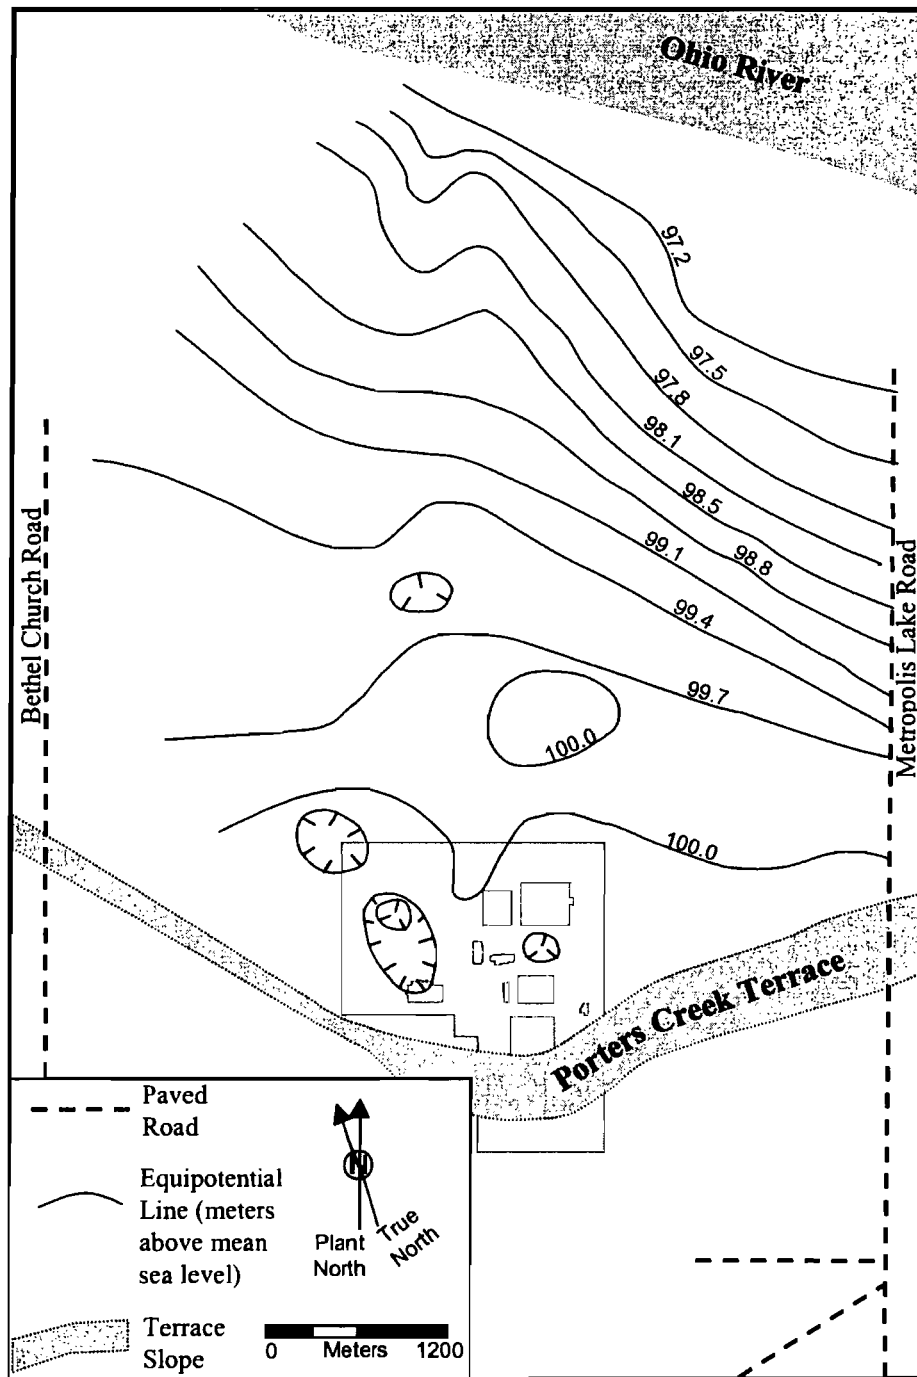 Ohio River
97.2
97.5
97.8
98.1
98.5
98.8
99.1
99.4
99.7
100.0
100.0
Bethel Church Road
Metropolis Lake Road
Porters Creek Terrace
Paved
Road
Equipotential
Line (meters
above mean
sea level)
Terrace
Slope
N
Plant
North
True
North
0 Meters 1200